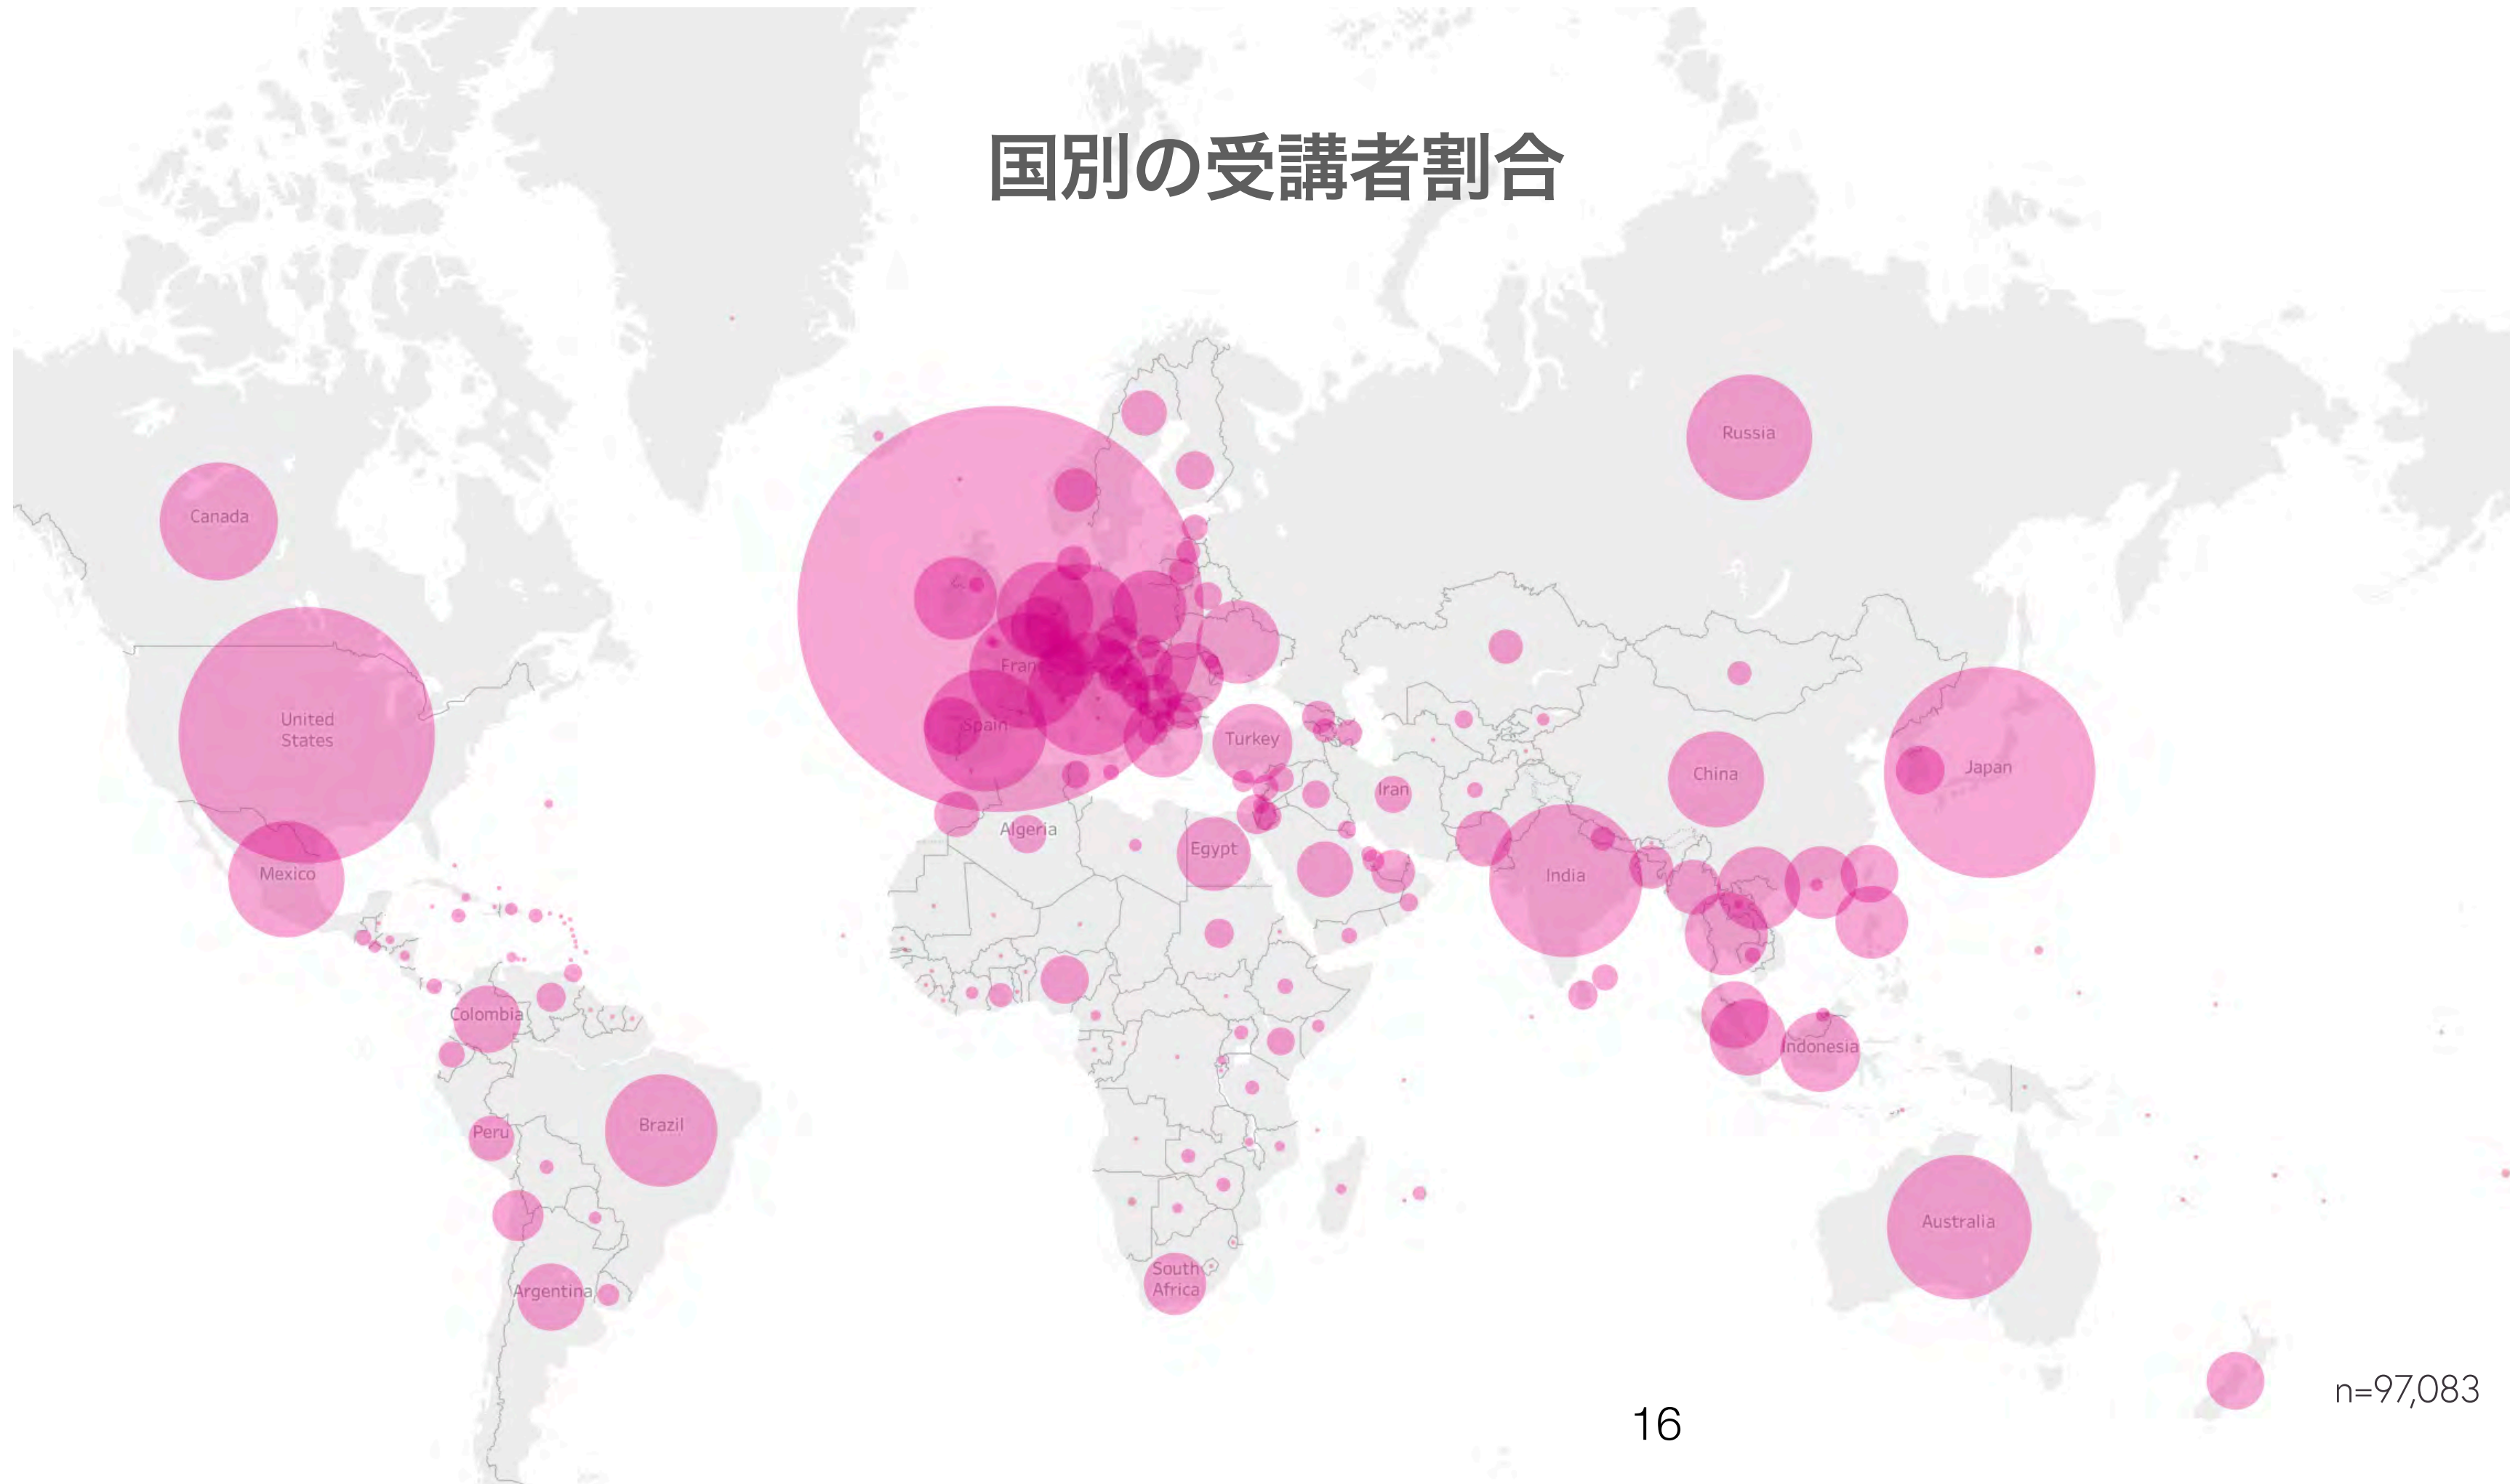 国別の受講者割合
Russia
Canada
France
United
States
Spain
Turkey
China
Japan
Iran
Algeria
Egypt
Mexico
India
Colombia
Indonesia
Peru
Brazil
Australia
South
Africa
Argentina
n=97,083
16